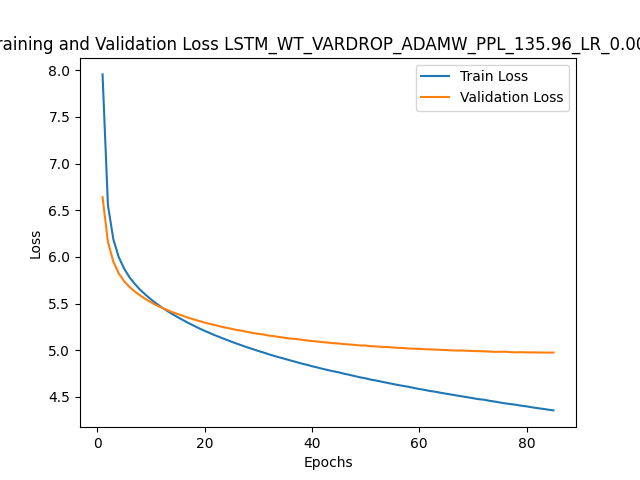 raining and Validation Loss LSTM_WT_VARDROP_ADAMW_PPL_135.96_LR_0.00
Train Loss
Validation Loss
8.0
7.5
7.0
6.5
6.0
5.5
5.0
4.5
Loss
0 20 40 60 80
Epochs